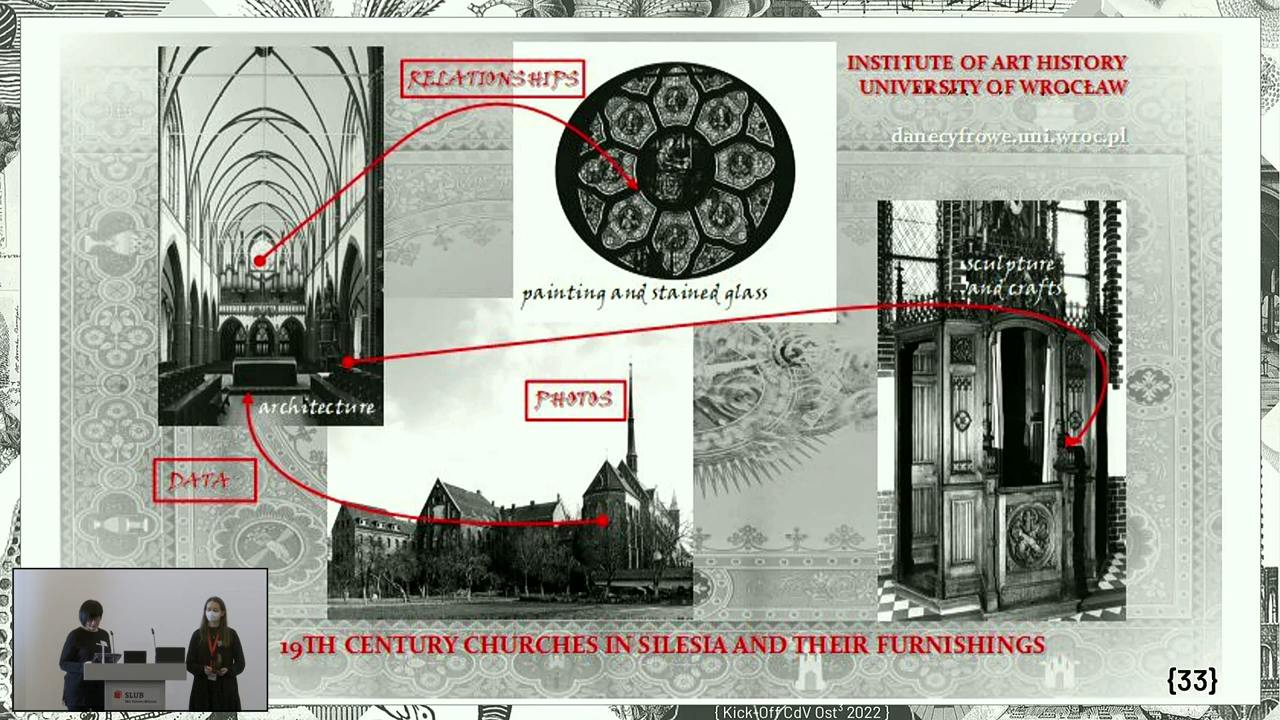 RELATIONSHIPS
INSTITUTE OF ART HISTORY
UNIVERSITY OF WROCŁAW
danecyfrowe.uni.wroc.pl
painting and stained glass
sculpture
and crafts
architecture
PHOTOS
DATA
19TH CENTURY CHURCHES IN SILESIA AND THEIR FURNISHINGS
SLUB
{33}
{ Kick-Off CdV Ost³ 2022 }